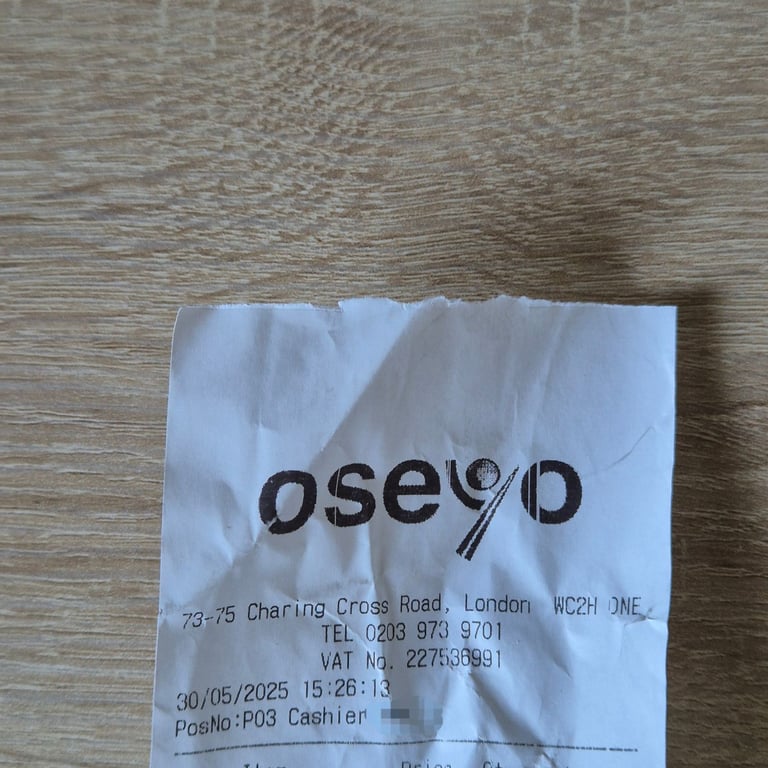 oseyo
73-75 Charing Cross Road, London WC2H 0NE
TEL 0203 973 9701
VAT No. 227536991
30/05/2025 15:26:13
PosNo:P03 Cashier